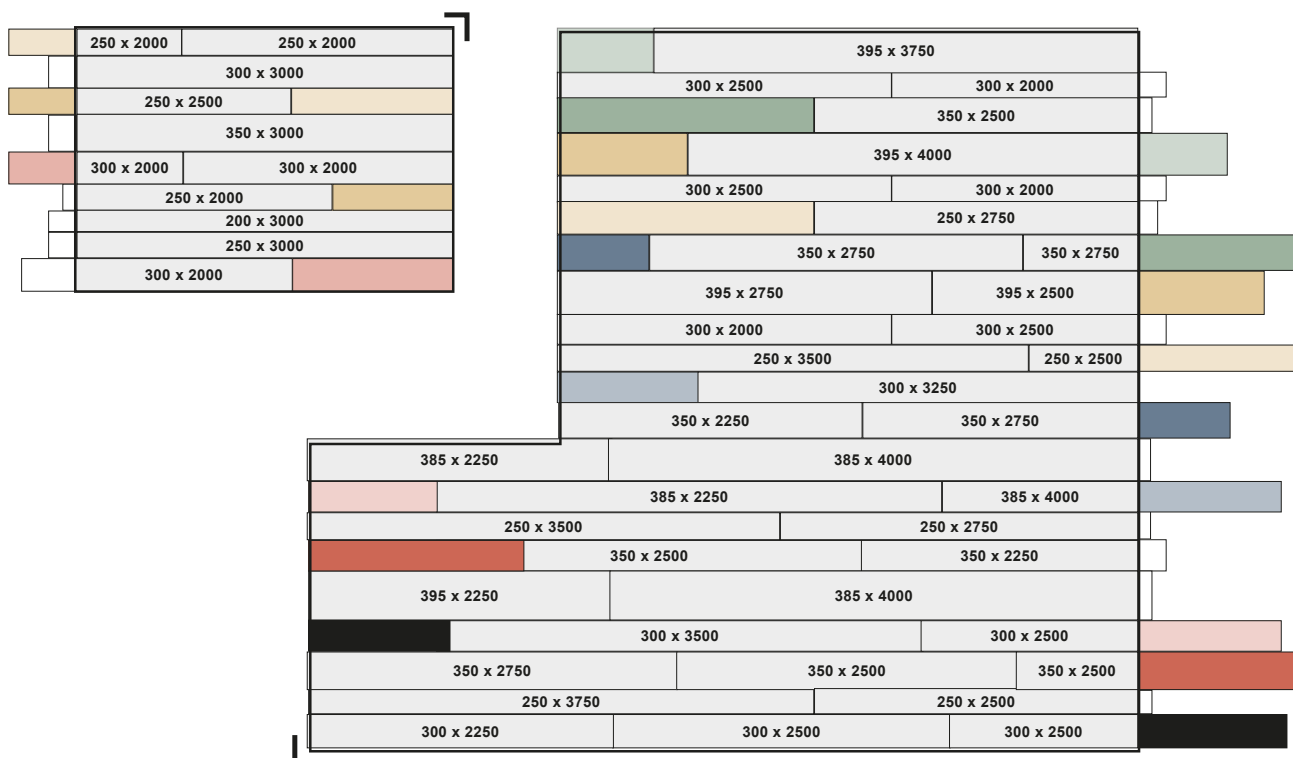 250 x 2000 250 x 2000
300 x 3000
250 x 2500
350 x 3000
300 x 2000 300 x 2000
250 x 2000
200 x 3000
250 x 3000
300 x 2000
395 x 3750
300 x 2500 300 x 2000
350 x 2500
395 x 4000
300 x 2500 300 x 2000
250 x 2750
350 x 2750 350 x 2750
395 x 2750 395 x 2500
300 x 2000 300 x 2500
250 x 3500 250 x 2500
300 x 3250
350 x 2250 350 x 2750
385 x 2250 385 x 4000
385 x 2250 385 x 4000
250 x 3500 250 x 2750
350 x 2500 350 x 2250
395 x 2250 385 x 4000
300 x 3500 300 x 2500
350 x 2750 350 x 2500 350 x 2500
250 x 3750 250 x 2500
300 x 2250 300 x 2500 300 x 2500